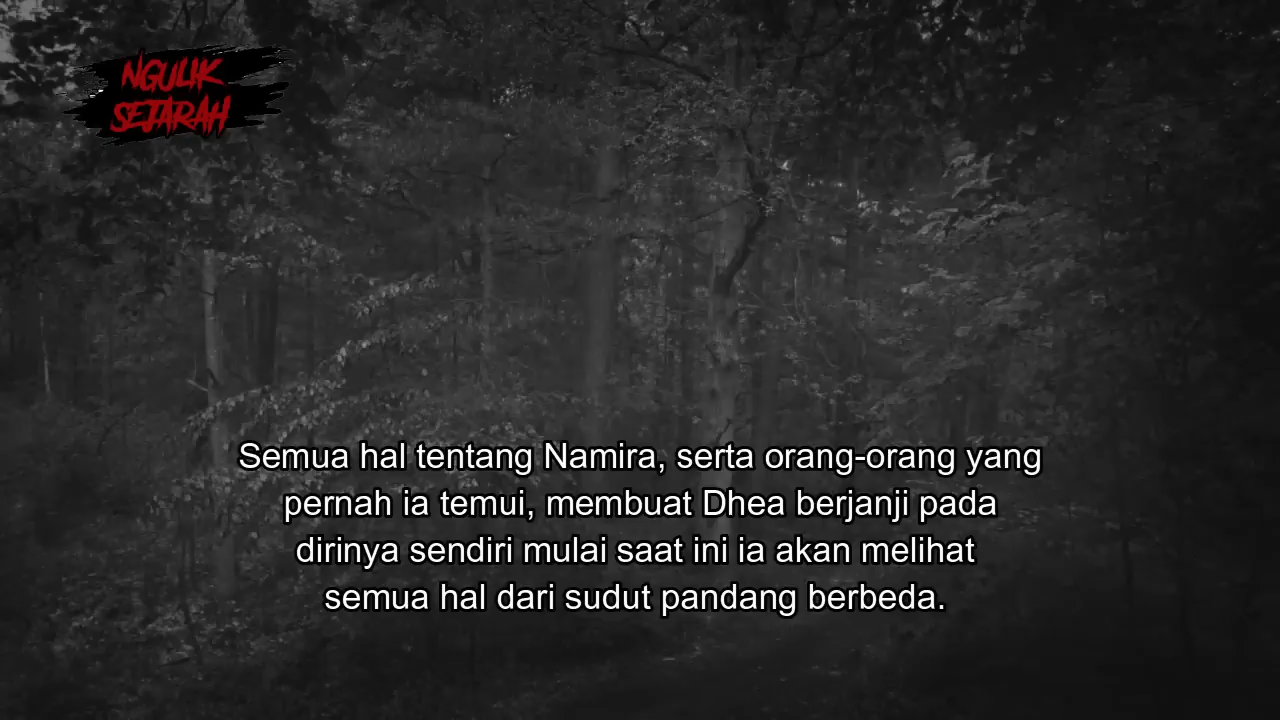 NGULIK
SEJARAH
Semua hal tentang Namira, serta orang-orang yang
pernah ia temui, membuat Dhea berjanji pada
dirinya sendiri mulai saat ini ia akan melihat
semua hal dari sudut pandang berbeda.